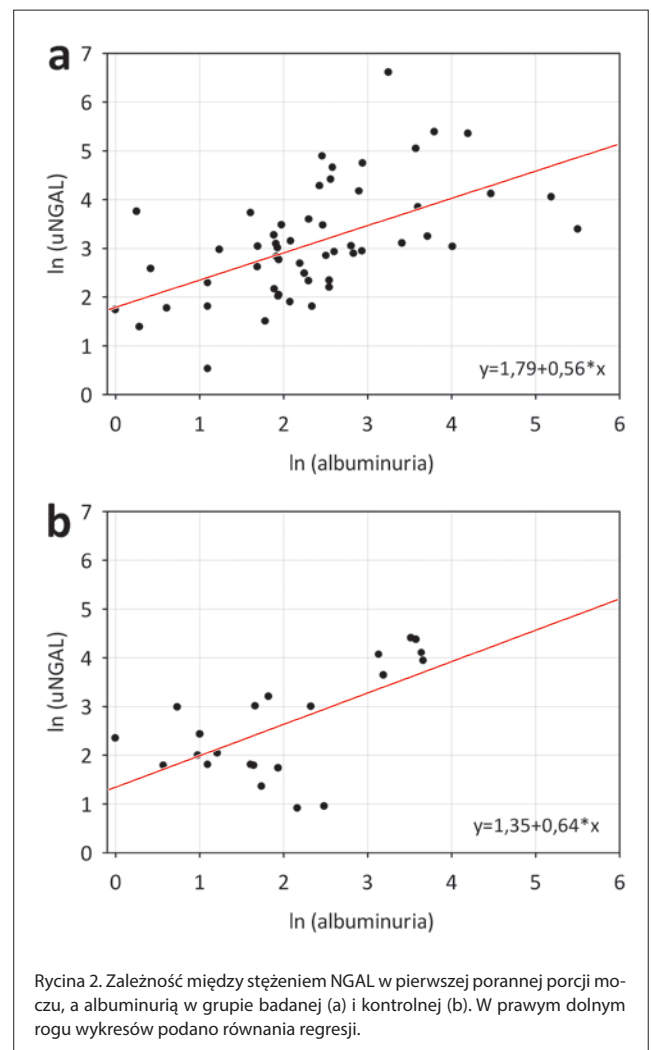 a
7
6
5
4
3
2
1
0
ln (uNGAL)
y=1,79+0,56*x
0 1 2 3 4 5 6
ln (albuminuria)
b
7
6
5
4
3
2
1
0
ln (uNGAL)
y=1,35+0,64*x
0 1 2 3 4 5 6
ln (albuminuria)
Rycina 2. Zależność między stężeniem NGAL w pierwszej porannej porcji mo-
czu, a albuminurią w grupie badanej (a) i kontrolnej (b). W prawym dolnym
rogu wykresów podano równania regresji.